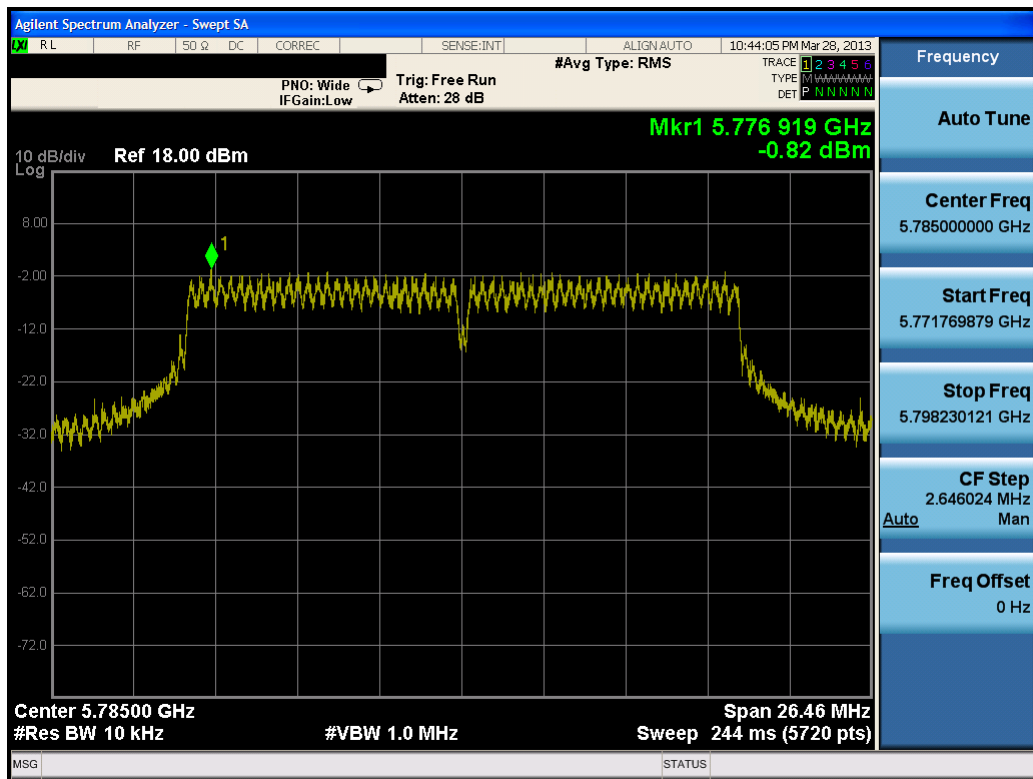 Agilent Spectrum Analyzer - Swept SA
LXI RL RF 50 Ω DC CORREC SENSE:INT ALIGN AUTO 10:44:05 PM Mar 28, 2013
#Avg Type: RMS
TRACE 1 2 3 4 5 6
PNO: Wide
Trig: Free Run
TYPE M WWWWW
IFGain:Low
Atten: 28 dB
DET P N N N N N
Mkr1 5.776 919 GHz
-0.82 dBm
10 dB/div Ref 18.00 dBm
Log
1
8.00
-2.00
-12.0
-22.0
-32.0
-42.0
-52.0
-62.0
-72.0
Center 5.78500 GHz Span 26.46 MHz
#Res BW 10 kHz #VBW 1.0 MHz Sweep 244 ms (5720 pts)
MSG STATUS
Frequency
Auto Tune
Center Freq
5.785000000 GHz
Start Freq
5.771769879 GHz
Stop Freq
5.798230121 GHz
CF Step
2.646024 MHz
Auto Man
Freq Offset
0 Hz